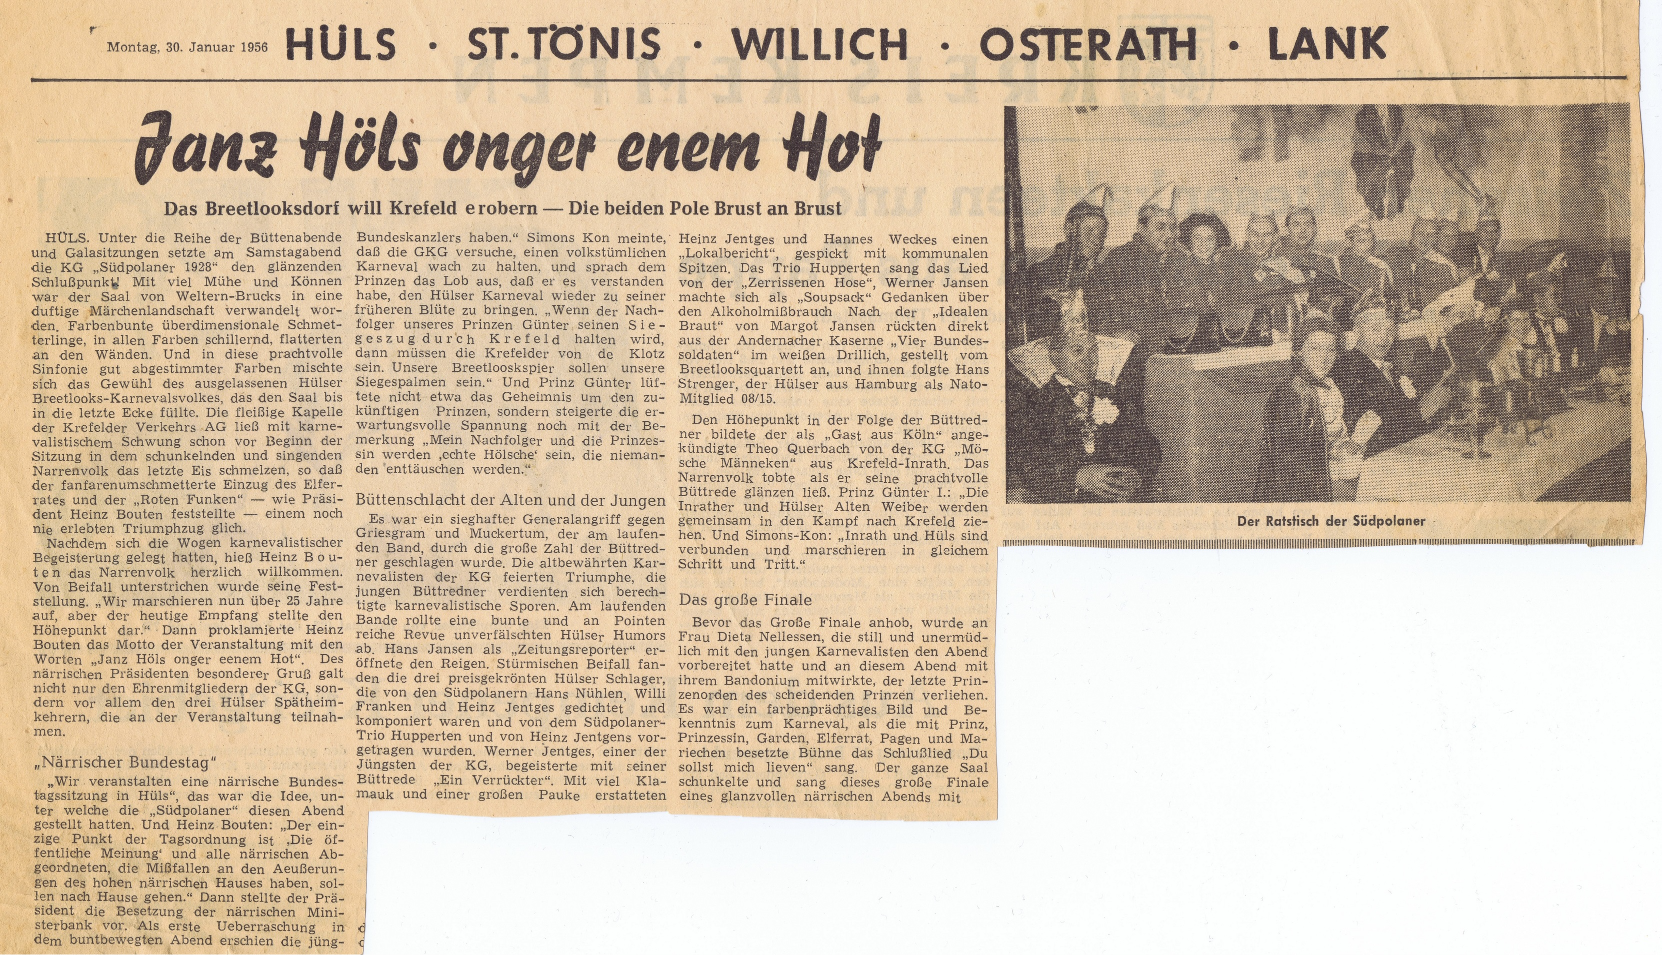 Montag, 30. Januar 1956 HÜLS · ST. TÖNIS · WILLICH · OSTERATH · LANK
Janz Höls onger enem Hot
Das Breetlooksdorf will Krefeld erobern — Die beiden Pole Brust an Brust
HÜLS. Unter die Reihe der Büttenabende
und Galasitzungen setzte am Samstagabend
die KG „Südpolaner 1928“ den glänzenden
Schlußpunkt. Mit viel Mühe und Können
war der Saal von Weltern-Brucks in eine
duftige Märchenlandschaft verwandelt wor-
den. Farbenbunte überdimensionale Schmet-
terlinge, in allen Farben schillernd, flatterten
an den Wänden. Und in diese prachtvolle
Sinfonie gut abgestimmter Farben mischte
sich das Gewühl des ausgelassenen Hülser
Breetlooks-Karnevalsvolkes, das den Saal bis
in die letzte Ecke füllte. Die fleißige Kapelle
der Krefelder Verkehrs AG ließ mit karne-
valistischem Schwung schon vor Beginn der
Sitzung in dem schunkelnden und singenden
Narrenvolk das letzte Eis schmelzen, so daß
der fanfarenumschmetterte Einzug des Elfer-
rates und der „Roten Funken“ — wie Präsi-
dent Heinz Bouten feststellte — einem noch
nie erlebten Triumphzug glich.
Nachdem sich die Wogen karnevalistischer
Begeisterung gelegt hatten, hieß Heinz Bou-
ten das Narrenvolk herzlich willkommen.
Von Beifall unterstrichen wurde seine Fest-
stellung. „Wir marschieren nun über 25 Jahre
auf, aber der heutige Empfang stellte den
Höhepunkt dar.“ Dann proklamierte Heinz
Bouten das Motto der Veranstaltung mit den
Worten „Janz Höls onger eenem Hot“. Des
närrischen Präsidenten besonderer Gruß galt
nicht nur den Ehrenmitgliedern der KG, son-
dern vor allem den drei Hülser Spätheim-
kehrern, die an der Veranstaltung teilnah-
men.
„Närrischer Bundestag“
„Wir veranstalten eine närrische Bundes-
tagssitzung in Hüls“, das war die Idee, un-
ter welche die „Südpolaner“ diesen Abend
gestellt hatten. Und Heinz Bouten: „Der ein-
zige Punkt der Tagsordnung ist ‚Die öf-
fentliche Meinung‘ und alle närrischen Ab-
geordneten, die Mißfallen an den Aeußerun-
gen des hohen närrischen Hauses haben, sol-
len nach Hause gehen.“ Dann stellte der Prä-
sident die Besetzung der närrischen Mini-
sterbank vor. Als erste Ueberraschung in
dem buntbewegten Abend erschien die jüng-
Bundeskanzlers haben.“ Simons Kon meinte,
daß die GKG versuche, einen volkstümlichen
Karneval wach zu halten, und sprach dem
Prinzen das Lob aus, daß er es verstanden
habe, den Hülser Karneval wieder zu seiner
früheren Blüte zu bringen. „Wenn der Nach-
folger unseres Prinzen Günter seinen Sie-
geszug durch Krefeld halten wird,
dann müssen die Krefelder von de Klotz
sein. Unsere Breetlookspier sollen unsere
Siegespalmen sein.“ Und Prinz Günter lüf-
tete nicht etwa das Geheimnis um den zu-
künftigen Prinzen, sondern steigerte die er-
wartungsvolle Spannung noch mit der Be-
merkung „Mein Nachfolger und die Prinzes-
sin werden ‚echte Hölsche‘ sein, die nieman-
den enttäuschen werden.“
Büttenschlacht der Alten und der Jungen
Es war ein sieghafter Generalangriff gegen
Griesgram und Muckertum, der am laufen-
den Band, durch die große Zahl der Büttred-
ner geschlagen wurde. Die altbewährten Kar-
nevalisten der KG feierten Triumphe, die
jungen Büttredner verdienten sich berech-
tigte karnevalistische Sporen. Am laufenden
Bande rollte eine bunte und an Pointen
reiche Revue unverfälschten Hülser Humors
ab. Hans Jansen als „Zeitungsreporter“ er-
öffnete den Reigen. Stürmischen Beifall fan-
den die drei preisgekrönten Hülser Schlager,
die von den Südpolanern Hans Nühlen, Willi
Franken und Heinz Jentges gedichtet und
komponiert waren und von dem Südpolaner-
Trio Hupperten und von Heinz Jentgens vor-
getragen wurden. Werner Jentges, einer der
Jüngsten der KG, begeisterte mit seiner
Büttrede „Ein Verrückter“. Mit viel Kla-
mauk und einer großen Pauke erstatteten
Heinz Jentges und Hannes Weckes einen
„Lokalbericht“, gespickt mit kommunalen
Spitzen. Das Trio Hupperten sang das Lied
von der „Zerrissenen Hose“, Werner Jansen
machte sich als „Soupsack“ Gedanken über
den Alkoholmißbrauch Nach der „Idealen
Braut“ von Margot Jansen rückten direkt
aus der Andernacher Kaserne „Vier Bundes-
soldaten“ im weißen Drillich, gestellt vom
Breetlooksquartett an, und ihnen folgte Hans
Strenger, der Hülser aus Hamburg als Nato-
Mitglied 08/15.
Den Höhepunkt in der Folge der Büttred-
ner bildete der als „Gast aus Köln“ ange-
kündigte Theo Querbach von der KG „Mö-
sche Männeken“ aus Krefeld-Inrath. Das
Narrenvolk tobte als er seine prachtvolle
Büttrede glänzen ließ. Prinz Günter I.: „Die
Inrather und Hülser Alten Weiber werden
gemeinsam in den Kampf nach Krefeld zie-
hen. Und Simons-Kon: „Inrath und Hüls sind
verbunden und marschieren in gleichem
Schritt und Tritt.“
Das große Finale
Bevor das Große Finale anhob, wurde an
Frau Dieta Nellessen, die still und unermüd-
lich mit den jungen Karnevalisten den Abend
vorbereitet hatte und an diesem Abend mit
ihrem Bandonium mitwirkte, der letzte Prin-
zenorden des scheidenden Prinzen verliehen.
Es war ein farbenprächtiges Bild und Be-
kenntnis zum Karneval, als die mit Prinz,
Prinzessin, Garden, Elferrat, Pagen und Ma-
riechen besetzte Bühne das Schlußlied „Du
sollst mich lieven“ sang. Der ganze Saal
schunkelte und sang dieses große Finale
eines glanzvollen närrischen Abends mit
Der Ratstisch der Südpolaner